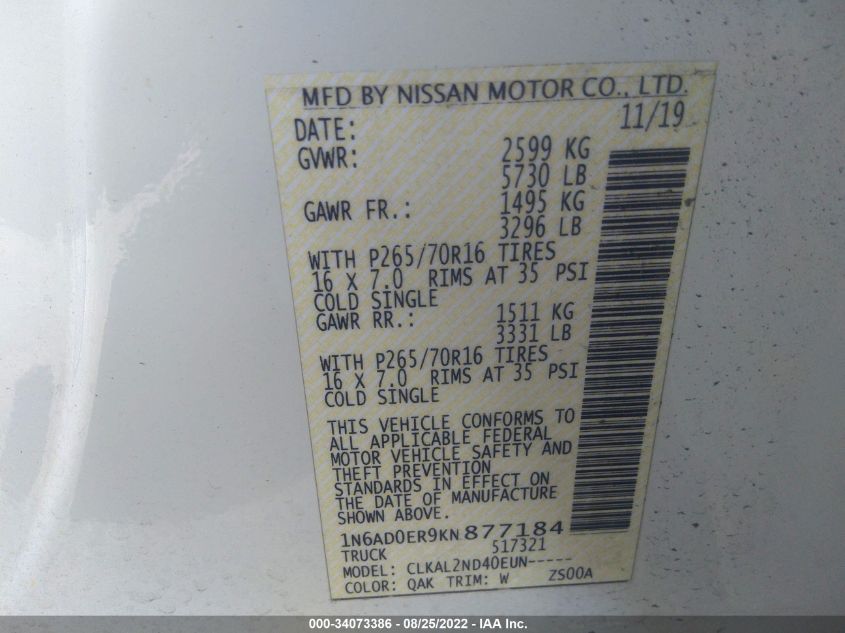 MFD BY NISSAN MOTOR CO., LTD.
DATE: 11/19
GVWR: 2599 KG
5730 LB
GAWR FR.: 1495 KG
3296 LB
WITH P265/70R16 TIRES
16 X 7.0 RIMS AT 35 PSI
COLD SINGLE
GAWR RR.: 1511 KG
3331 LB
WITH P265/70R16 TIRES
16 X 7.0 RIMS AT 35 PSI
COLD SINGLE
THIS VEHICLE CONFORMS TO
ALL APPLICABLE FEDERAL
MOTOR VEHICLE SAFETY AND
THEFT PREVENTION
STANDARDS IN EFFECT ON
THE DATE OF MANUFACTURE
SHOWN ABOVE.
1N6AD0ER9KN877184
TRUCK 517321
MODEL: CLKAL2ND40EUN-----
COLOR: QAK TRIM: W ZS00A
000-34073386 - 08/25/2022 - IAA Inc.